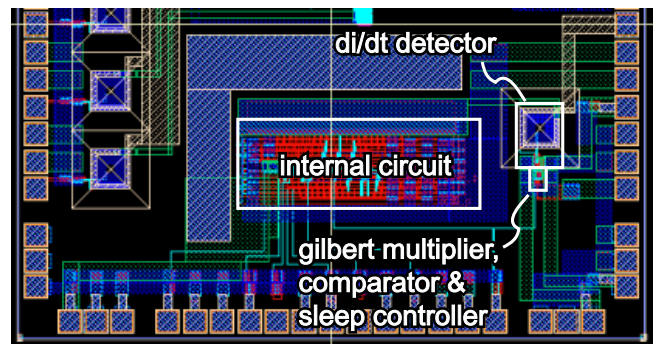 di/dt detector
internal circuit
gilbert multiplier,
comparator &
sleep controller